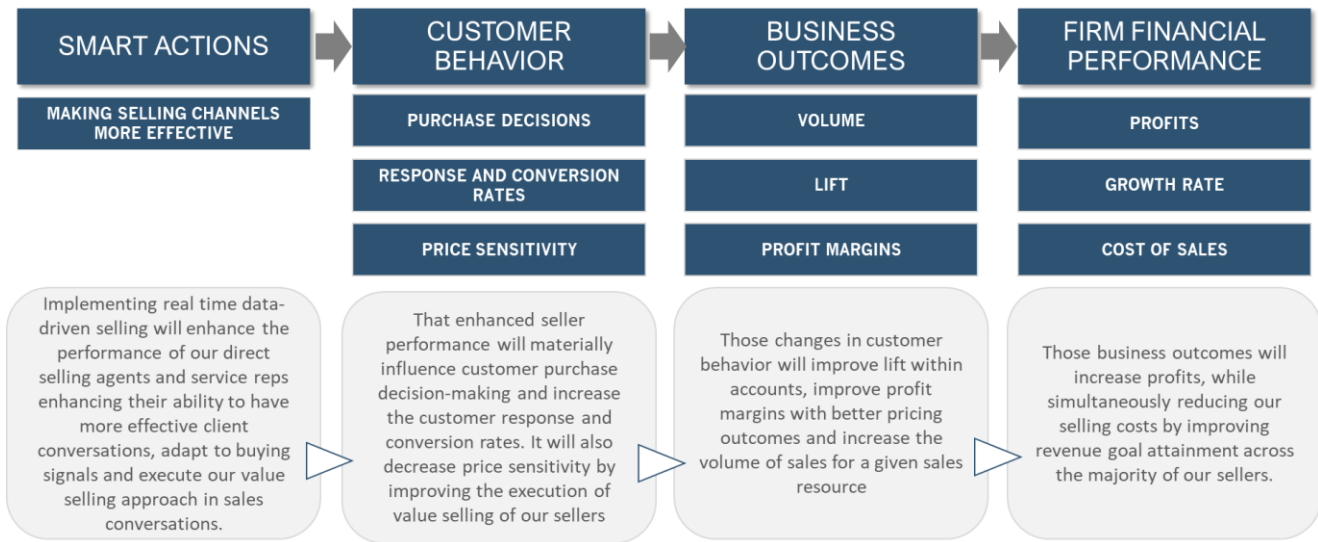 SMART ACTIONS
CUSTOMER
BEHAVIOR
BUSINESS
OUTCOMES
FIRM FINANCIAL
PERFORMANCE
MAKING SELLING CHANNELS
MORE EFFECTIVE
PURCHASE DECISIONS
RESPONSE AND CONVERSION
RATES
PRICE SENSITIVITY
VOLUME
LIFT
PROFIT MARGINS
PROFITS
GROWTH RATE
COST OF SALES
Implementing real time data-
driven selling will enhance the
performance of our direct
selling agents and service reps
enhancing their ability to have
more effective client
conversations, adapt to buying
signals and execute our value
selling approach in sales
conversations.
That enhanced seller
performance will materially
influence customer purchase
decision-making and increase
the customer response and
conversion rates. It will also
decrease price sensitivity by
improving the execution of
value selling of our sellers
Those changes in customer
behavior will improve lift within
accounts, improve profit
margins with better pricing
outcomes and increase the
volume of sales for a given sales
resource
Those business outcomes will
increase profits, while
simultaneously reducing our
selling costs by improving
revenue goal attainment across
the majority of our sellers.